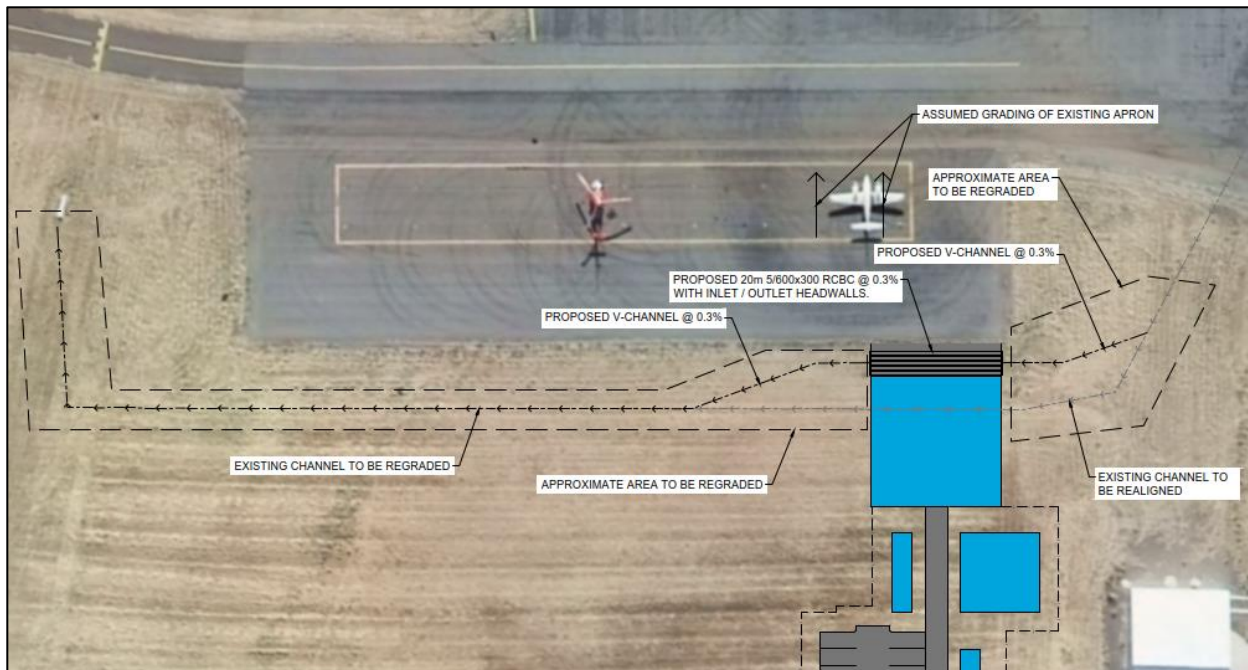 ASSUMED GRADING OF EXISTING APRON
APPROXIMATE AREA
TO BE REGRADED
PROPOSED V-CHANNEL @ 0.3%
PROPOSED 20m 5/600x300 RCBC @ 0.3%
WITH INLET / OUTLET HEADWALLS.
PROPOSED V-CHANNEL @ 0.3%
EXISTING CHANNEL TO BE REGRADED
APPROXIMATE AREA TO BE REGRADED
EXISTING CHANNEL TO
BE REALIGNED